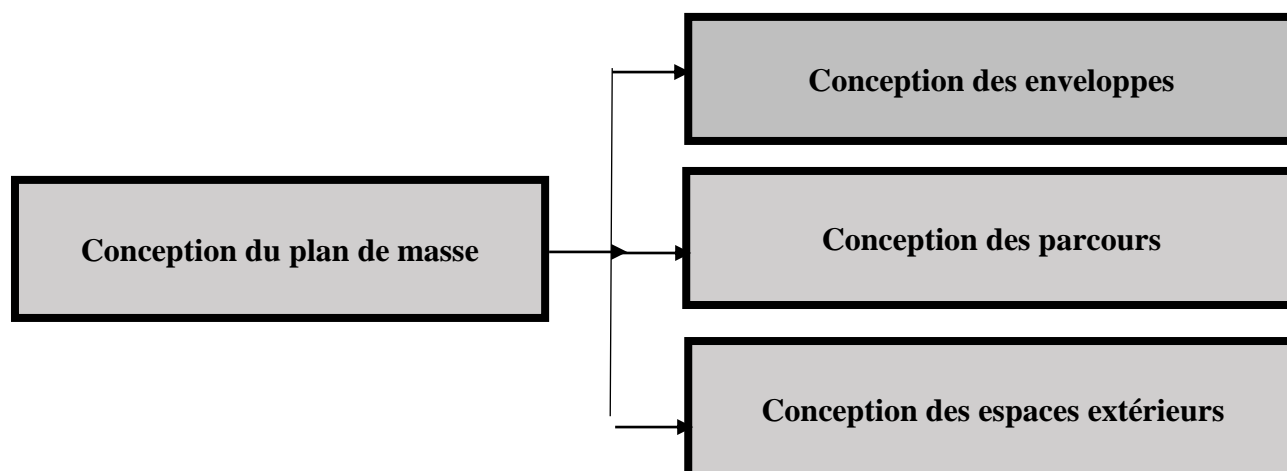 Conception des enveloppes
Conception du plan de masse
Conception des parcours
Conception des espaces extérieurs